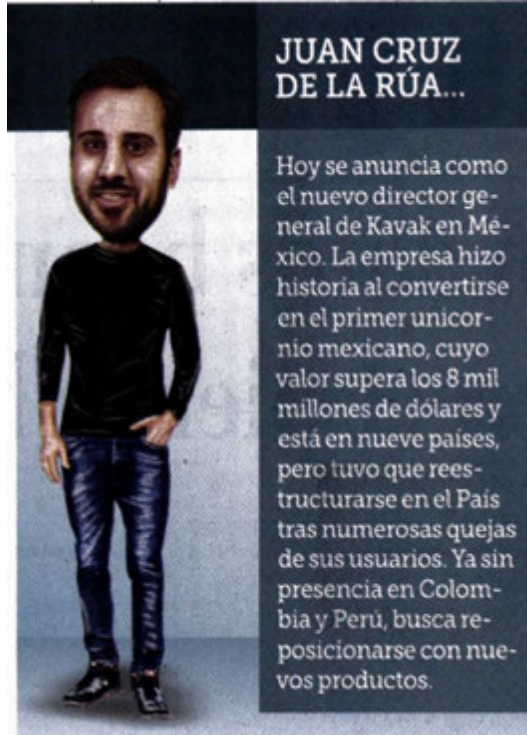 JUAN CRUZ
DE LA RÚA...
Hoy se anuncia como
el nuevo director ge-
neral de Kavak en Mé-
xico. La empresa hizo
historia al convertirse
en el primer unicor-
nio mexicano, cuyo
valor supera los 8 mil
millones de dólares y
está en nueve países,
pero tuvo que rees-
tructurarse en el País
tras numerosas quejas
de sus usuarios. Ya sin
presencia en Colom-
bia y Perú, busca re-
posicionarse con nue-
vos productos.